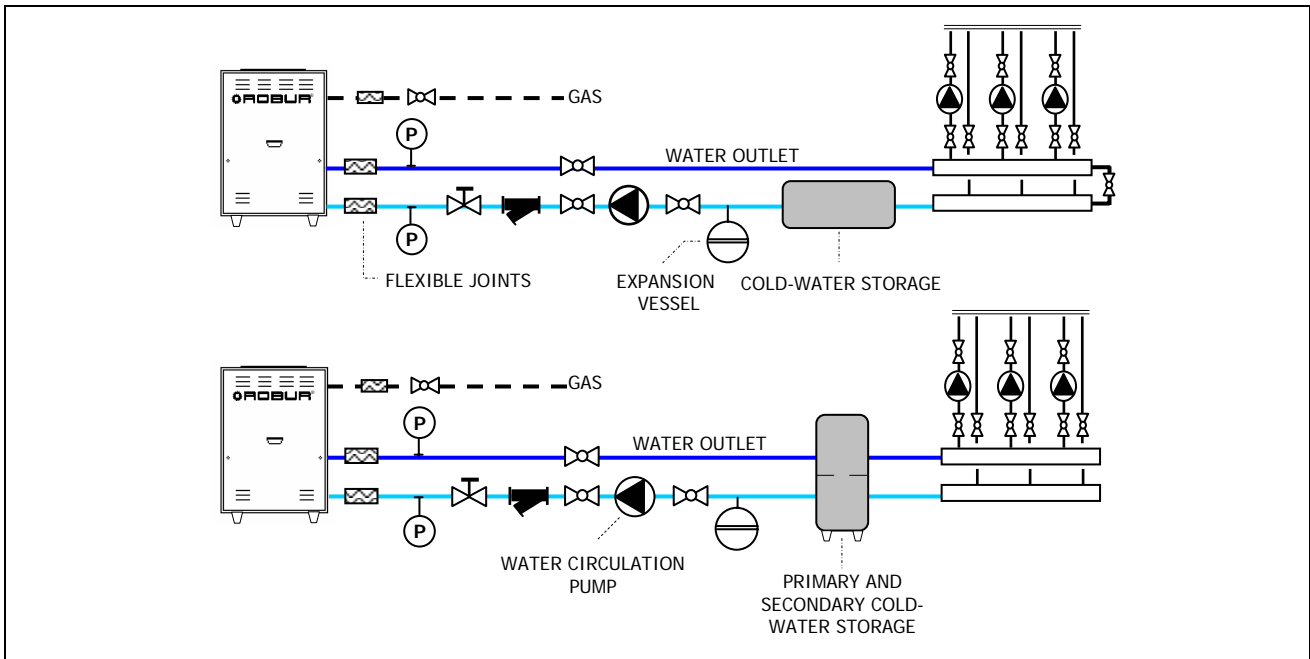 GAS
ROBUR
P
WATER OUTLET
P
FLEXIBLE JOINTS
EXPANSION
VESSEL
COLD-WATER STORAGE
GAS
ROBUR
P
WATER OUTLET
P
WATER CIRCULATION
PUMP
PRIMARY AND
SECONDARY COLD-
WATER STORAGE